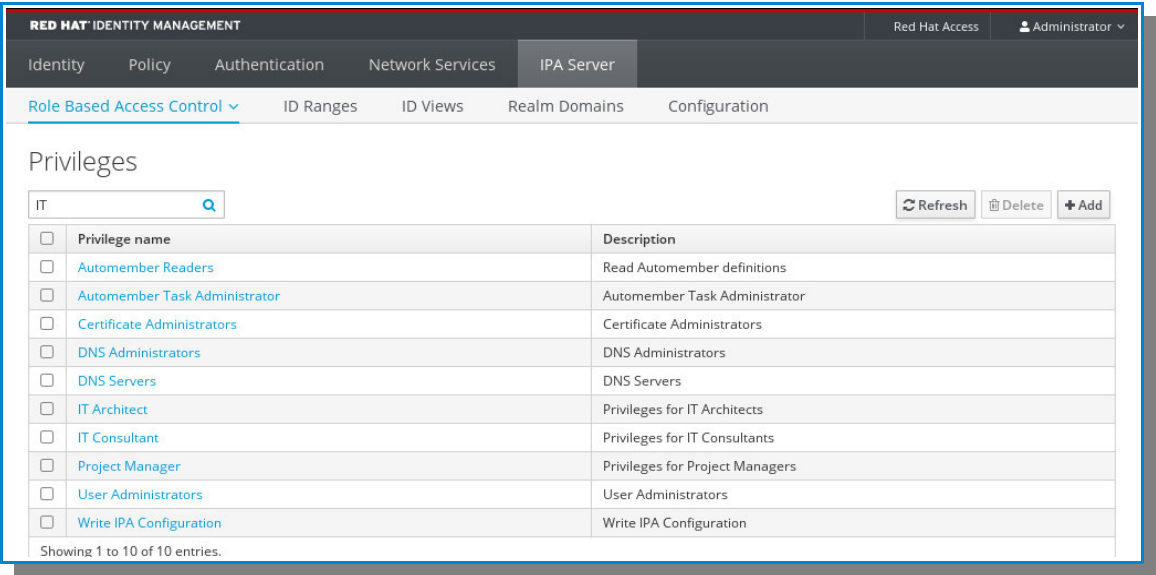 RED HAT IDENTITY MANAGEMENT Red Hat Access Administrator
Identity Policy Authentication Network Services IPA Server
Role Based Access Control ID Ranges ID Views Realm Domains Configuration
Privileges
IT Refresh Delete Add
Privilege name Description
Automember Readers Read Automember definitions
Automember Task Administrator Automember Task Administrator
Certificate Administrators Certificate Administrators
DNS Administrators DNS Administrators
DNS Servers DNS Servers
IT Architect Privileges for IT Architects
IT Consultant Privileges for IT Consultants
Project Manager Privileges for Project Managers
User Administrators User Administrators
Write IPA Configuration Write IPA Configuration
Showing 1 to 10 of 10 entries.